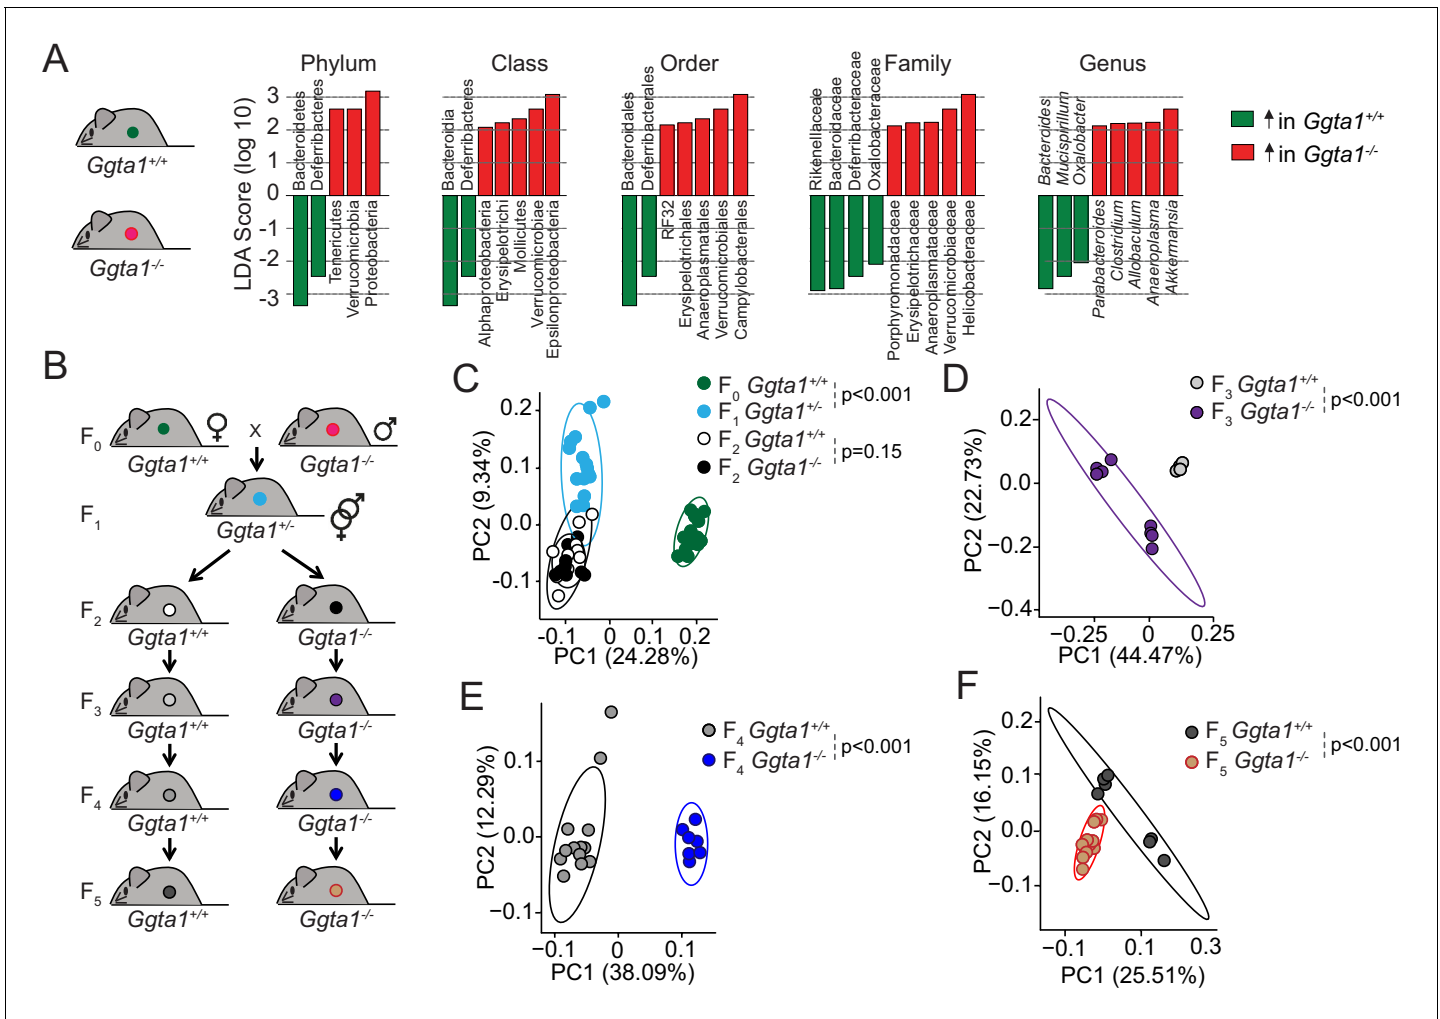 A
Phylum
Class
Order
Family
Genus
Ggta1+/+
Ggta1-/-
LDA Score (log 10)
3
2
1
0
-1
-2
-3
Bacteroidetes
Deferribacteres
Tenericutes
Verrucomicrobia
Proteobacteria
Bacteroidia
Deferribacteres
Alphaproteobacteria
Erysipelotrichi
Mollicutes
Verrucomicrobiae
Epsilonproteobacteria
Bacteroidales
Deferribacterales
RF32
Erysipelotrichales
Anaeroplasmatales
Verrucomicrobiales
Campylobacterales
Rikenellaceae
Bacteroidaceae
Deferribacteraceae
Oxalobacteraceae
Porphyromonadaceae
Erysipelotrichaceae
Anaeroplasmataceae
Verrucomicrobiaceae
Helicobacteraceae
Bacteroides
Mucispirillum
Oxalobacter
Parabacteroides
Clostridium
Allobaculum
Anaeroplasma
Akkermansia
↑in Ggta1+/+
↑in Ggta1-/-
B
F0
♀
X
♂
Ggta1+/+
Ggta1-/-
F1
Ggta1+/-
F2
Ggta1+/+
Ggta1-/-
F3
Ggta1+/+
Ggta1-/-
F4
Ggta1+/+
Ggta1-/-
F5
Ggta1+/+
Ggta1-/-
C
F0 Ggta1+/+
F1 Ggta1+/-
p<0.001
F2 Ggta1+/+
F2 Ggta1-/-
p=0.15
PC2 (9.34%)
0.2
0.1
0.0
-0.1
-0.1
0
0.1
0.2
PC1 (24.28%)
D
F3 Ggta1+/+
F3 Ggta1-/-
p<0.001
PC2 (22.73%)
0.2
0.0
−0.2
−0.4
−0.25
0
0.25
PC1 (44.47%)
E
F4 Ggta1+/+
F4 Ggta1-/-
p<0.001
PC2 (12.29%)
0.1
0.0
−0.1
−0.1
0
0.1
PC1 (38.09%)
F
F5 Ggta1+/+
F5 Ggta1-/-
p<0.001
PC2 (16.15%)
0.2
0.1
0.0
−0.1
−0.1
0.1
0.3
PC1 (25.51%)